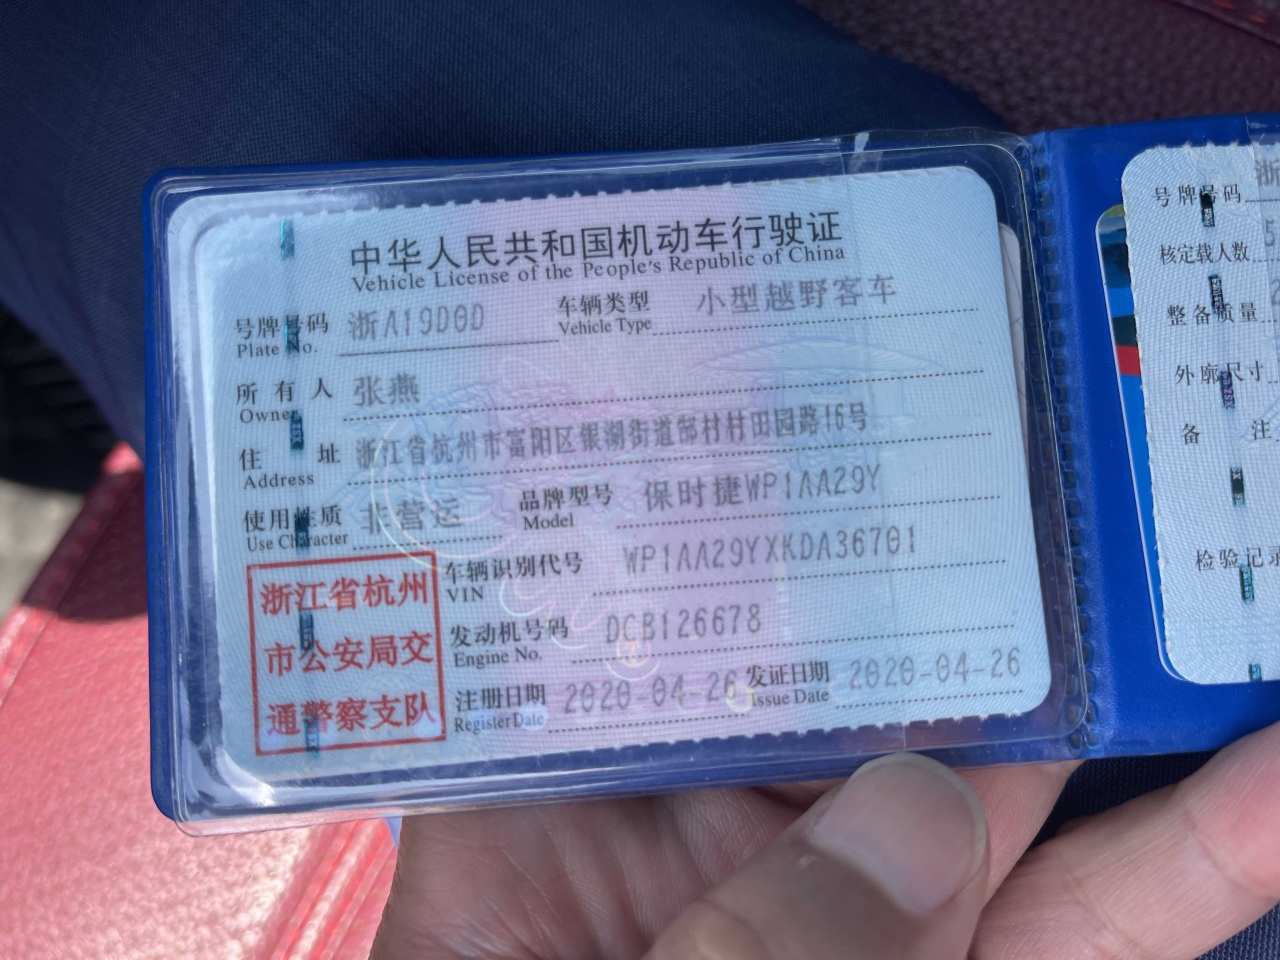 中华人民共和国机动车行驶证
Vehicle License of the People's Republic of China
号牌号码 浙A19D0D 车辆类型 小型越野客车
Plate No. Vehicle Type
所有人 张燕
Owner
住址 浙江省杭州市富阳区银湖街道郜村村田园路16号
Address
使用性质 非营运 品牌型号 保时捷WP1AA29Y
Use Character Model
车辆识别代号 WP1AA29YXKDA36701
VIN
发动机号码 DCB126678
Engine No.
注册日期 2020-04-26 发证日期 2020-04-26
Register Date Issue Date
浙江省杭州
市公安局交
通警察支队
号牌号码 浙
核定载人数 5
整备质量 2
外廓尺寸
备注
检验记录